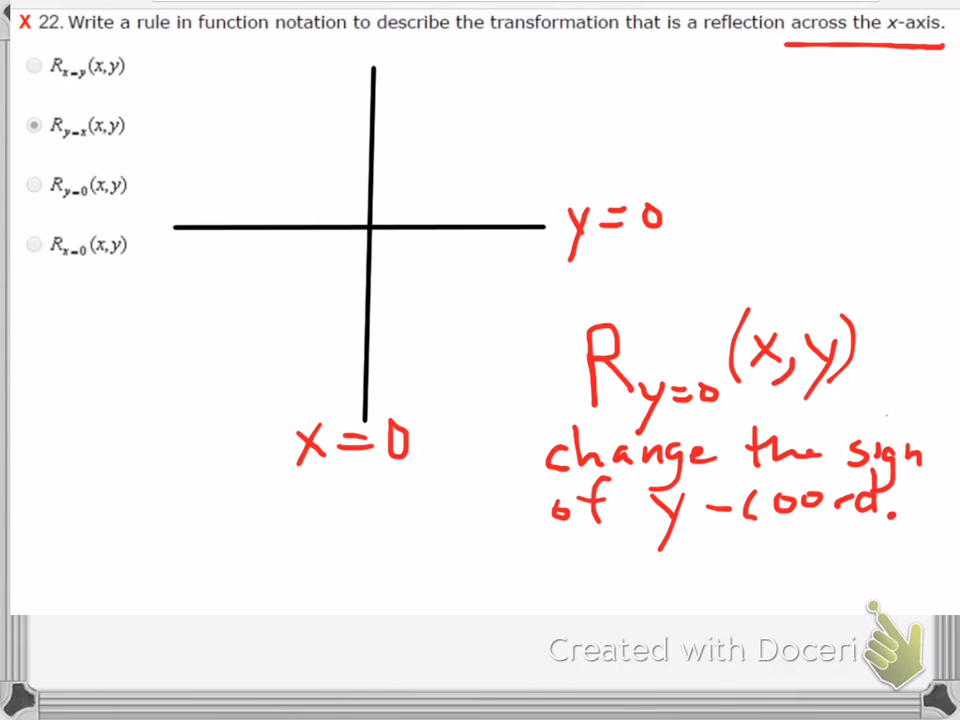 X 22. Write a rule in function notation to describe the transformation that is a reflection across the x-axis.
Rx=y(x,y)
Ry=x(x,y)
Ry=0(x,y)
Rx=0(x,y)
y = 0
x = 0
Ry=0 (x,y)
change the sign
of y-coord.
Created with Doceri